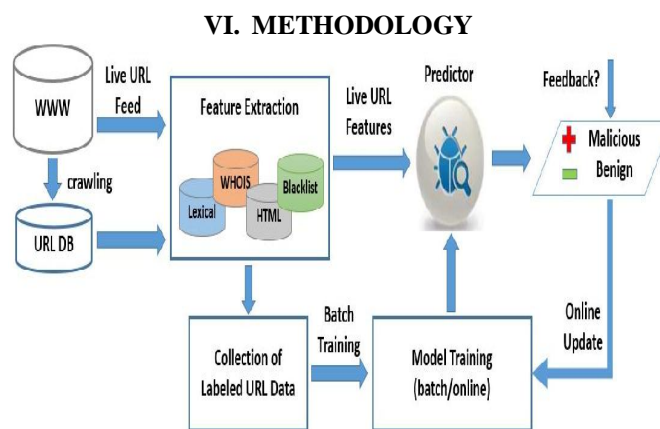 VI. METHODOLOGY
WWW
Live URL
Feed
crawling
URL DB
Feature Extraction
Lexical
WHOIS
HTML
Blacklist
Live URL
Features
Predictor
Feedback?
Malicious
Benign
Collection of
Labeled URL Data
Batch
Training
Model Training
(batch/online)
Online
Update